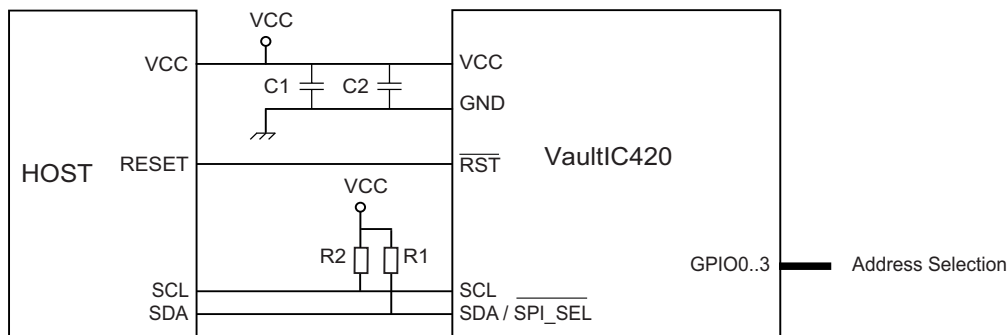 VCC
VCC
VCC
C1
C2
GND
RESET
RST
HOST
VaultIC420
VCC
R2
R1
GPIO0..3
Address Selection
SCL
SCL
SDA
SDA / SPI_SEL